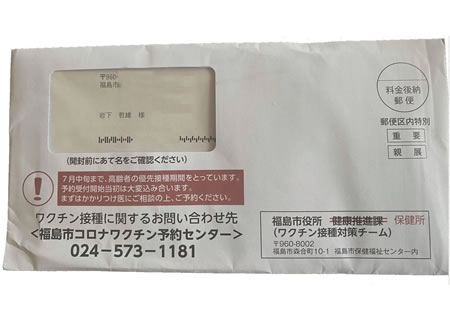 〒960-
福島市
岩下 哲雄 様
(開封前にあて名をご確認ください)
料金後納
郵便
郵便区内特別
重要
親展
7月中旬まで、高齢者の優先接種期間をとっています。
予約受付開始当初は大変込み合います。
まずはかかりつけ医にご相談の上、ご予約ください。
ワクチン接種に関するお問い合わせ先
<福島市コロナワクチン予約センター>
024-573-1181
福島市役所 健康推進課 保健所
(ワクチン接種対策チーム)
〒960-8002
福島市森合町10-1 福島市保健福祉センター内